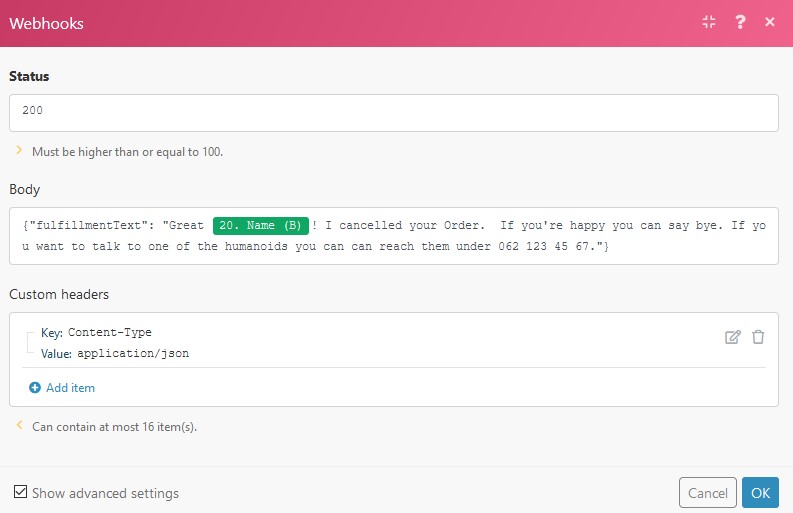 Webhooks
Status
200
Must be higher than or equal to 100.
Body
{"fulfillmentText": "Great 20. Name (B) ! I cancelled your Order.  If you're happy you can say bye. If yo
u want to talk to one of the humanoids you can can reach them under 062 123 45 67."}
Custom headers
Key: Content-Type
Value: application/json
Add item
Can contain at most 16 item(s).
Show advanced settings
Cancel OK